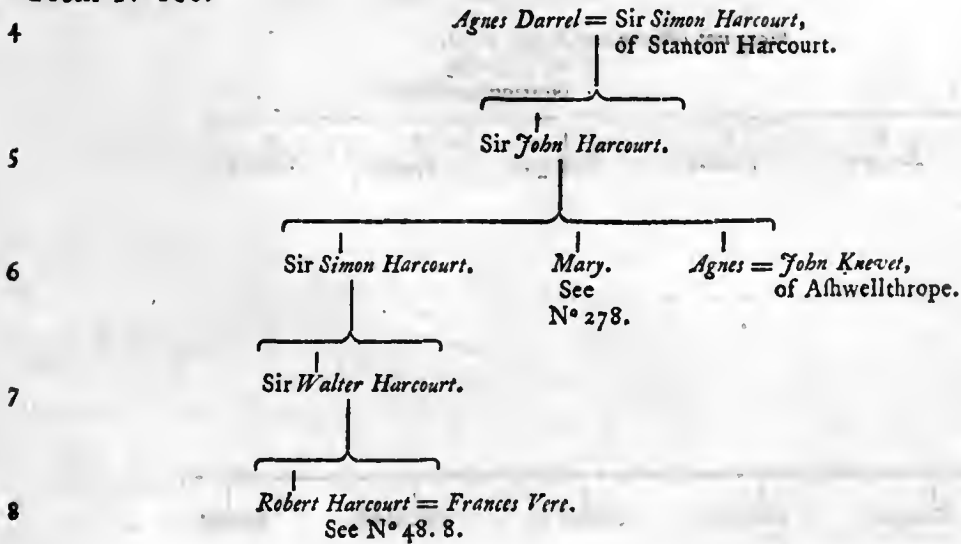 4
Agnes Darrel = Sir Simon Harcourt,
of Stanton Harcourt.
5
Sir John Harcourt.
6
Sir Simon Harcourt.
Mary.
See
N° 278.
Agnes = John Knevet,
of Aſhwellthrope.
7
Sir Walter Harcourt.
8
Robert Harcourt = Frances Vere.
See N° 48. 8.